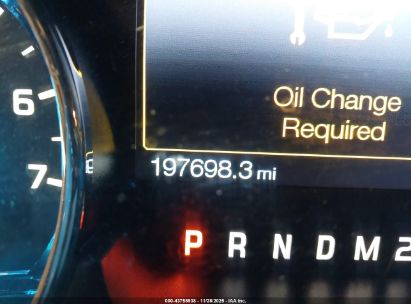 Oil Change
Required
6
7
197698.3 mi
P R N D M 2